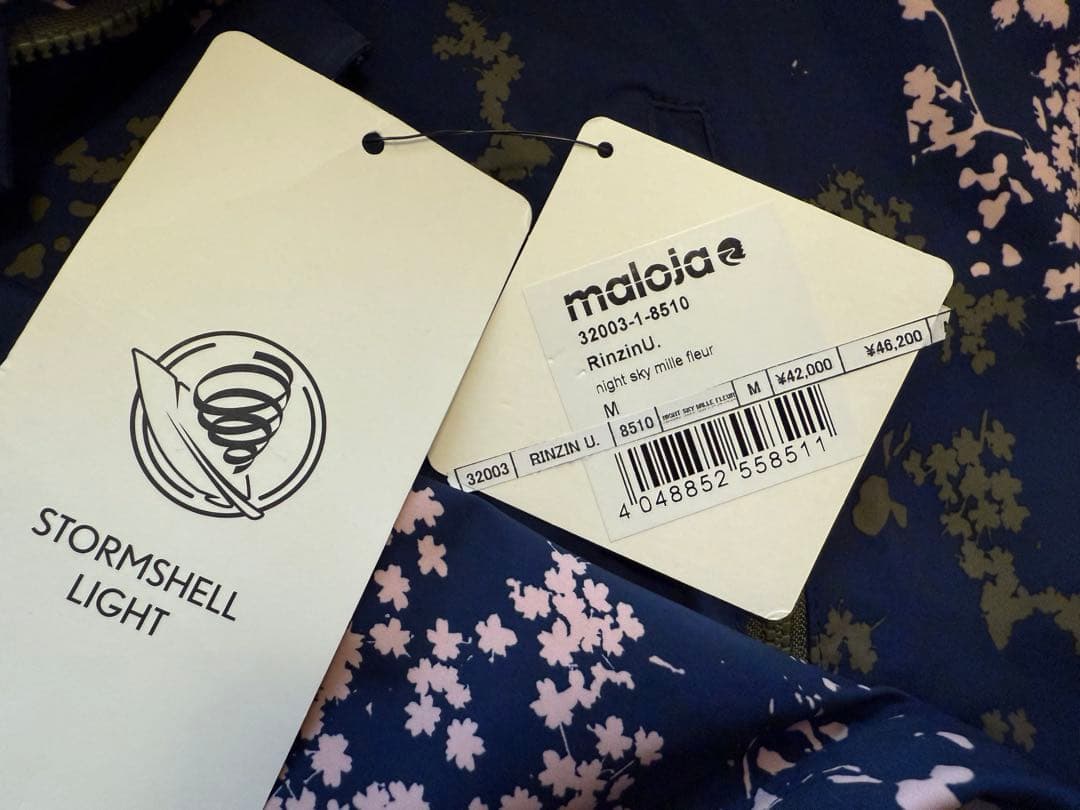 STORMSHELL
LIGHT
maloja
32003-1-8510
RinzinU.
night sky mille fleur
M
32003 RINZIN U. 8510 NIGHT SKY MILLE FLEUR M ¥42,000 ¥46,200
4 048852 558511